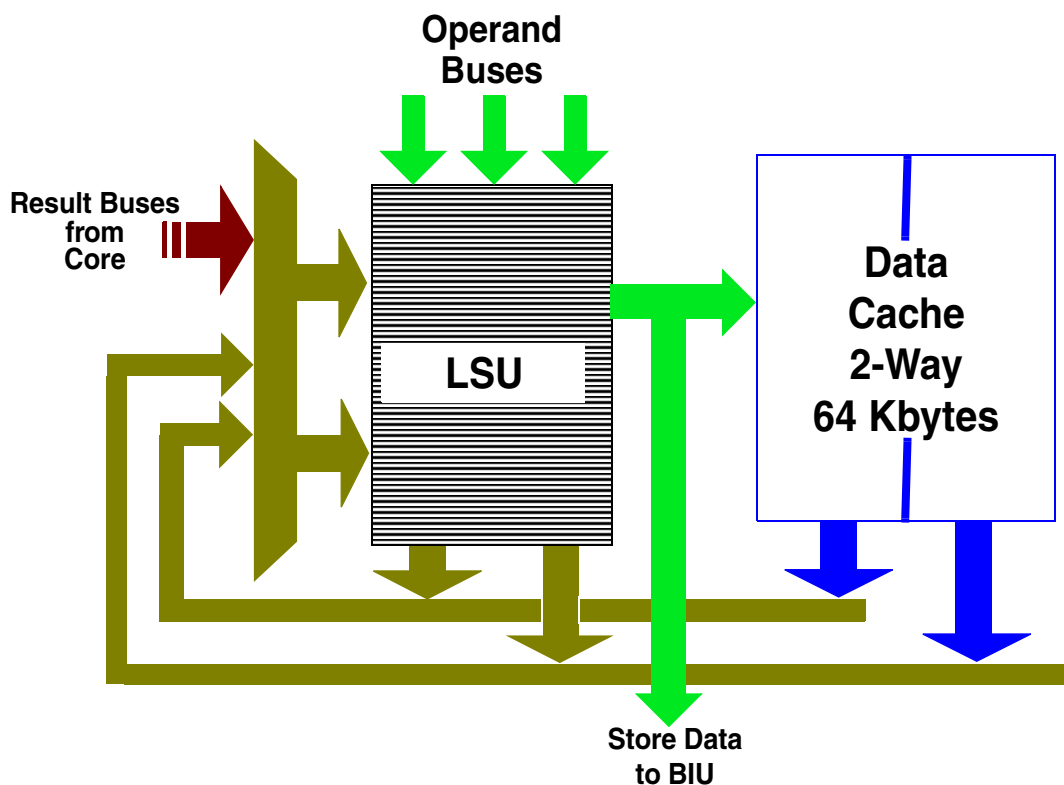 Operand
Buses
Result Buses
from
Core
LSU
Data
Cache
2-Way
64 Kbytes
Store Data
to BIU